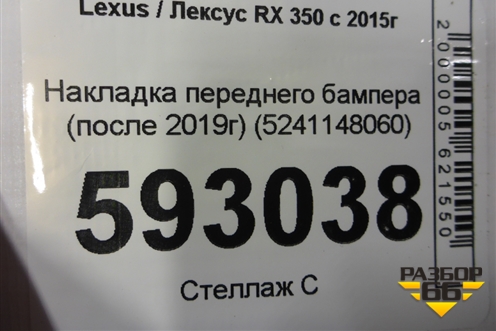 Lexus / Лексус RX 350 с 2015г
Накладка переднего бампера
(после 2019г) (5241148060)
593038
Стеллаж С
2000005621550
РАЗБОР
66